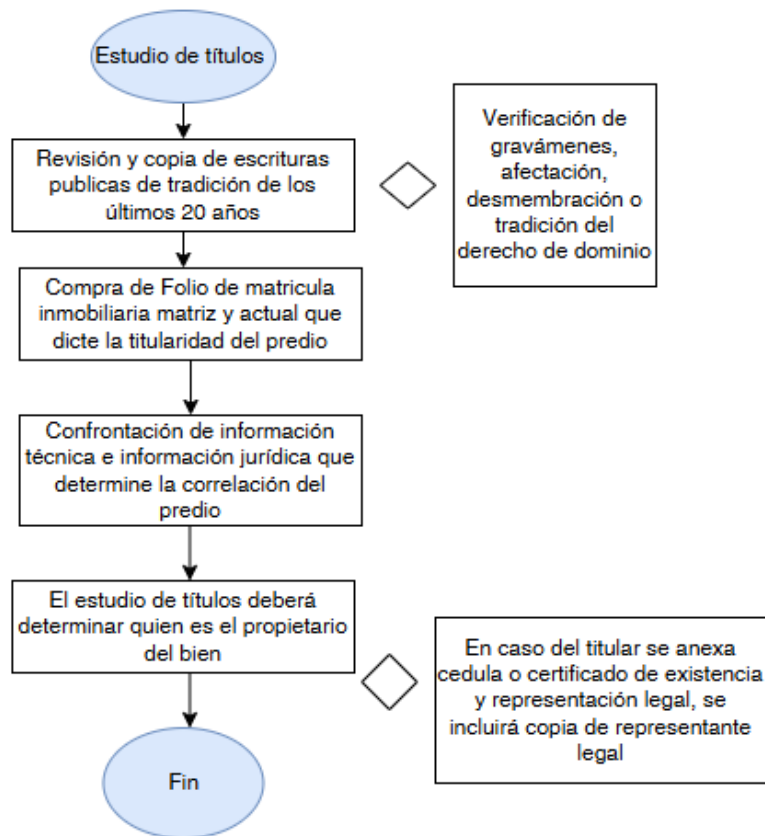 Estudio de títulos
Revisión y copia de escrituras
publicas de tradición de los
últimos 20 años
Verificación de
gravámenes,
afectación,
desmembración o
tradición del
derecho de dominio
Compra de Folio de matricula
inmobiliaria matriz y actual que
dicte la titularidad del predio
Confrontación de información
técnica e información jurídica que
determine la correlación del
predio
El estudio de títulos deberá
determinar quien es el propietario
del bien
En caso del titular se anexa
cedula o certificado de existencia
y representación legal, se
incluirá copia de representante
legal
Fin